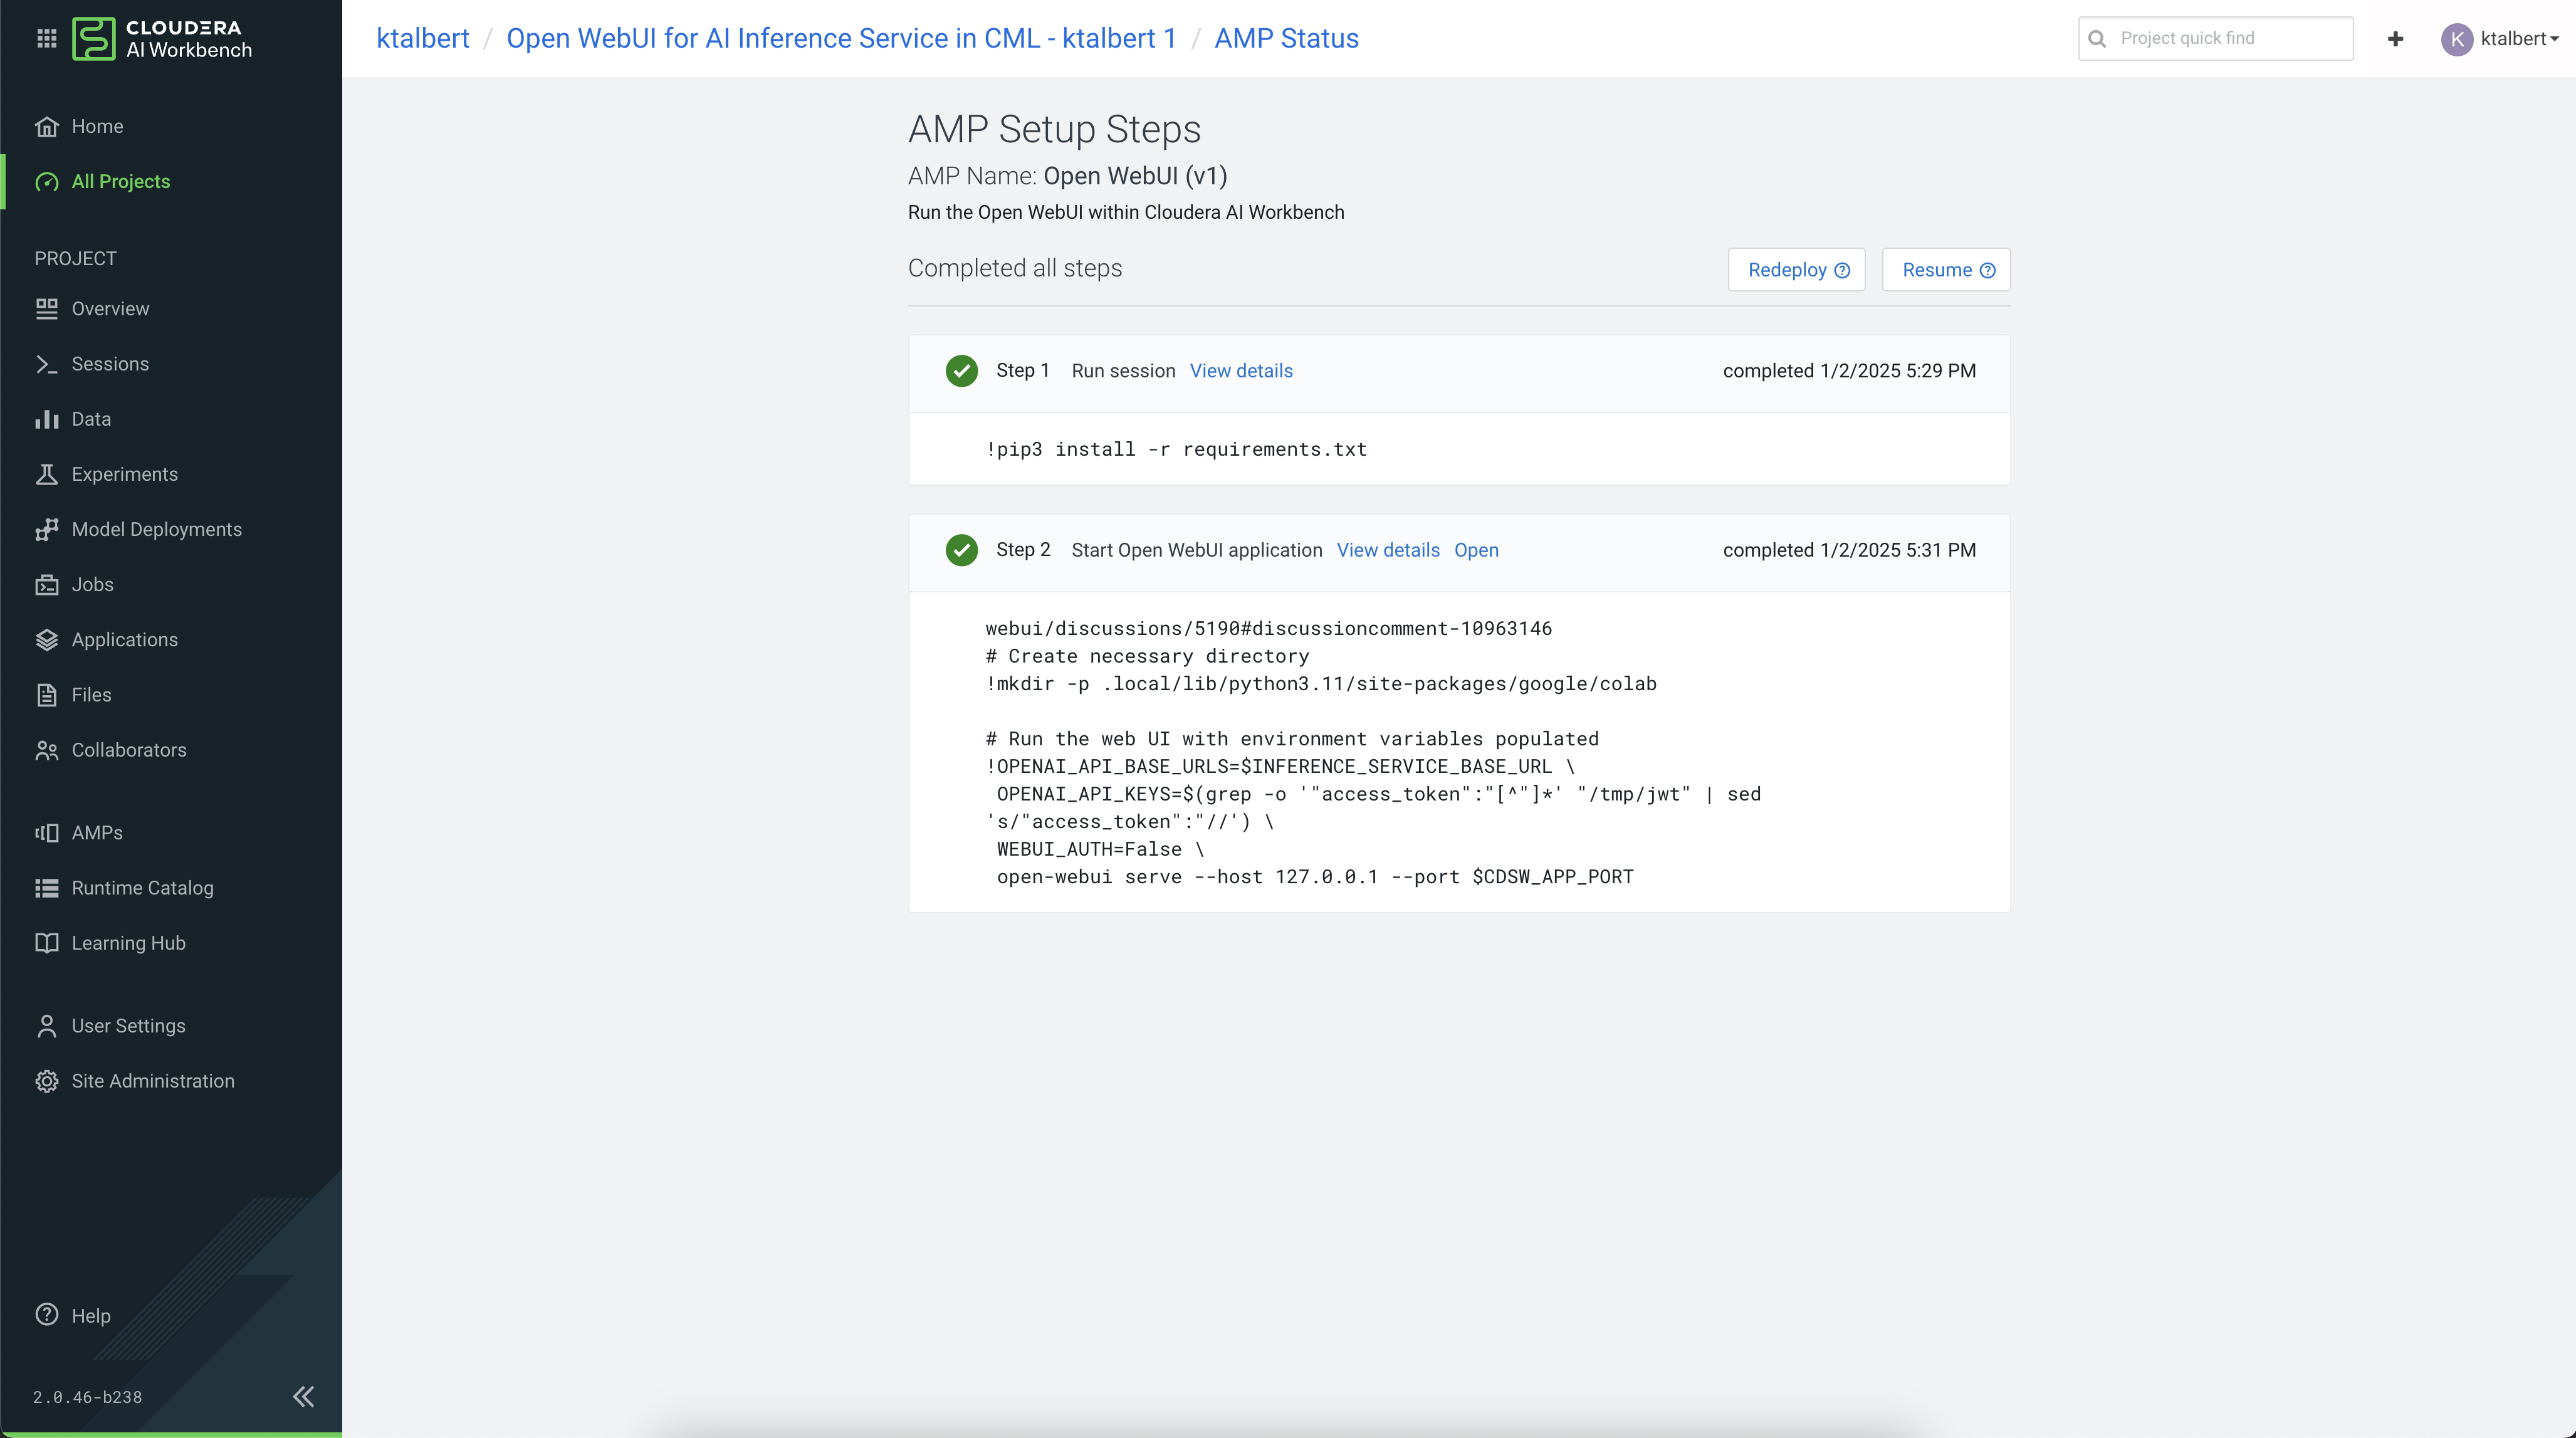 CLOUDERA
AI Workbench
Home
All Projects
PROJECT
Overview
Sessions
Data
Experiments
Model Deployments
Jobs
Applications
Files
Collaborators
AMPs
Runtime Catalog
Learning Hub
User Settings
Site Administration
Help
2.0.46-b238
ktalbert / Open WebUI for AI Inference Service in CML - ktalbert 1 / AMP Status
Project quick find
K ktalbert
AMP Setup Steps
AMP Name: Open WebUI (v1)
Run the Open WebUI within Cloudera AI Workbench
Completed all steps
Redeploy ?
Resume ?
Step 1 Run session View details completed 1/2/2025 5:29 PM
!pip3 install -r requirements.txt
Step 2 Start Open WebUI application View details Open completed 1/2/2025 5:31 PM
webui/discussions/5190#discussioncomment-10963146
# Create necessary directory
!mkdir -p .local/lib/python3.11/site-packages/google/colab
# Run the web UI with environment variables populated
!OPENAI_API_BASE_URLS=$INFERENCE_SERVICE_BASE_URL \
OPENAI_API_KEYS=$(grep -o '"access_token":"[^"]*' "/tmp/jwt" | sed
's/"access_token":"//') \
WEBUI_AUTH=False \
open-webui serve --host 127.0.0.1 --port $CDSW_APP_PORT